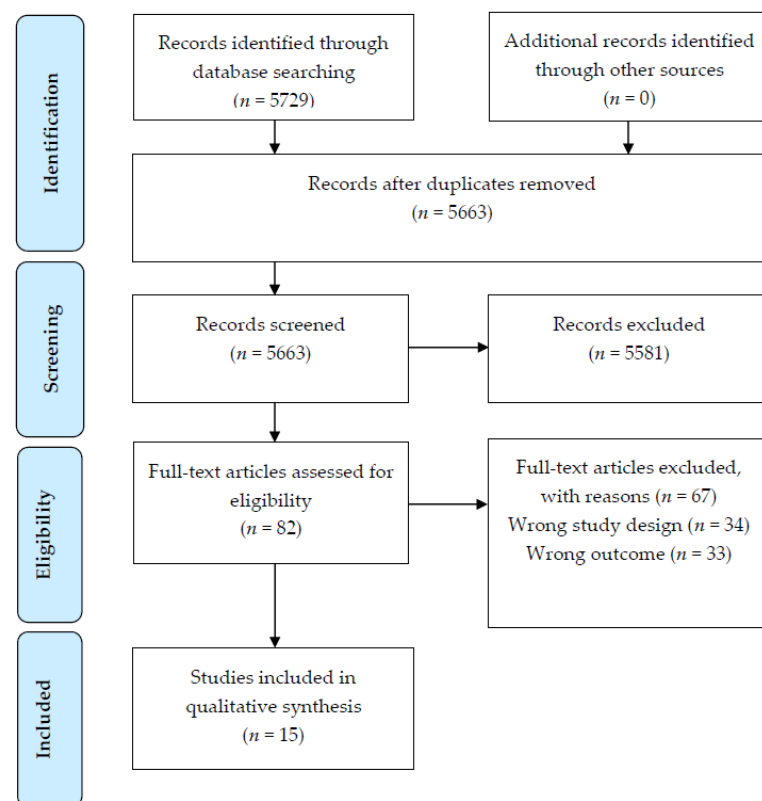 Identification
Records identified through
database searching
(n = 5729)
Additional records identified
through other sources
(n = 0)
Records after duplicates removed
(n = 5663)
Screening
Records screened
(n = 5663)
Records excluded
(n = 5581)
Eligibility
Full-text articles assessed for
eligibility
(n = 82)
Full-text articles excluded,
with reasons (n = 67)
Wrong study design (n = 34)
Wrong outcome (n = 33)
Included
Studies included in
qualitative synthesis
(n = 15)